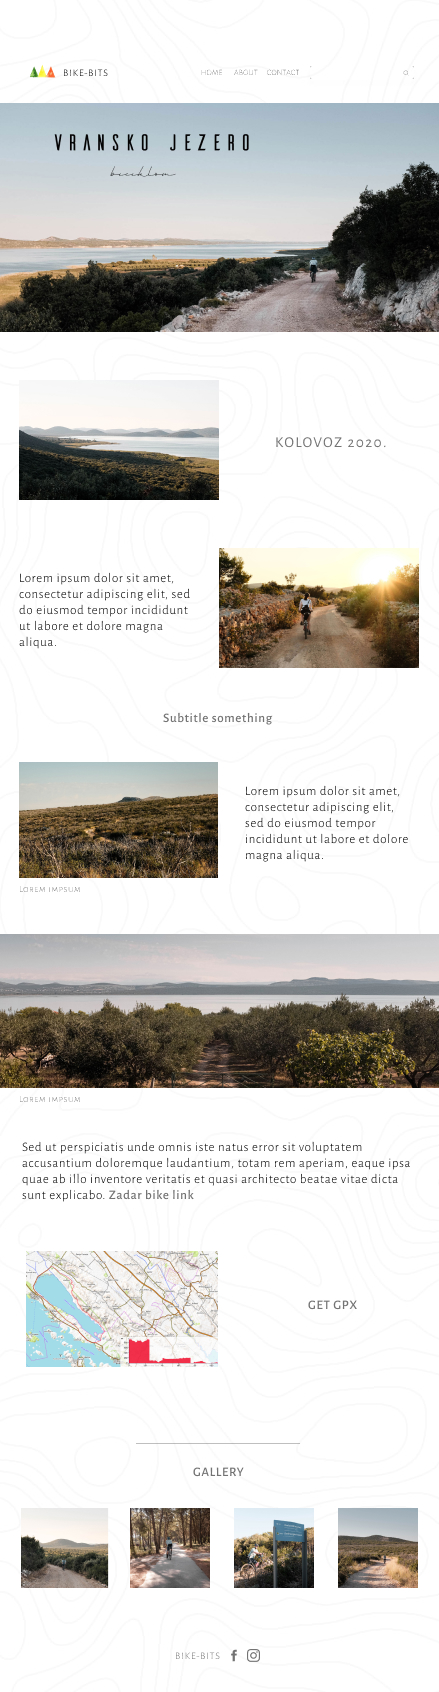 BIKE-BITS
HOME ABOUT CONTACT
VRANSKO JEZERO
KOLOVOZ 2020.
Lorem ipsum dolor sit amet,
consectetur adipiscing elit, sed
do eiusmod tempor incididunt
ut labore et dolore magna
aliqua.
Subtitle something
Lorem ipsum dolor sit amet,
consectetur adipiscing elit,
sed do eiusmod tempor
incididunt ut labore et dolore
magna aliqua.
LOREM IMPSUM
LOREM IMPSUM
Sed ut perspiciatis unde omnis iste natus error sit voluptatem
accusantium doloremque laudantium, totam rem aperiam, eaque ipsa
quae ab illo inventore veritatis et quasi architecto beatae vitae dicta
sunt explicabo. Zadar bike link
GET GPX
GALLERY
BIKE-BITS